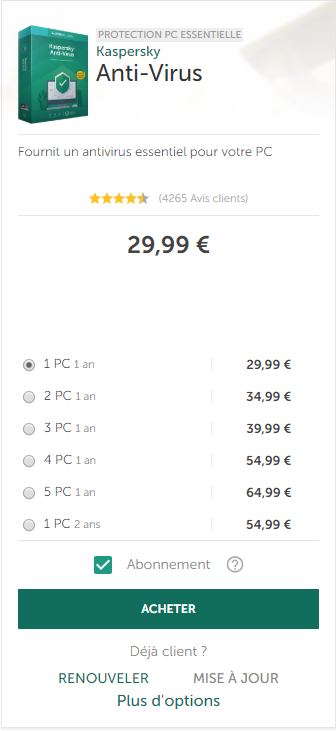 PROTECTION PC ESSENTIELLE
Kaspersky
Anti-Virus
Kaspersky
Anti-Virus
Fournit un antivirus essentiel pour votre PC
(4265 Avis clients)
29,99 €
1 PC 1 an 29,99 €
2 PC 1 an 34,99 €
3 PC 1 an 39,99 €
4 PC 1 an 54,99 €
5 PC 1 an 64,99 €
1 PC 2 ans 54,99 €
Abonnement ?
ACHETER
Déjà client ?
RENOUVELER MISE À JOUR
Plus d'options